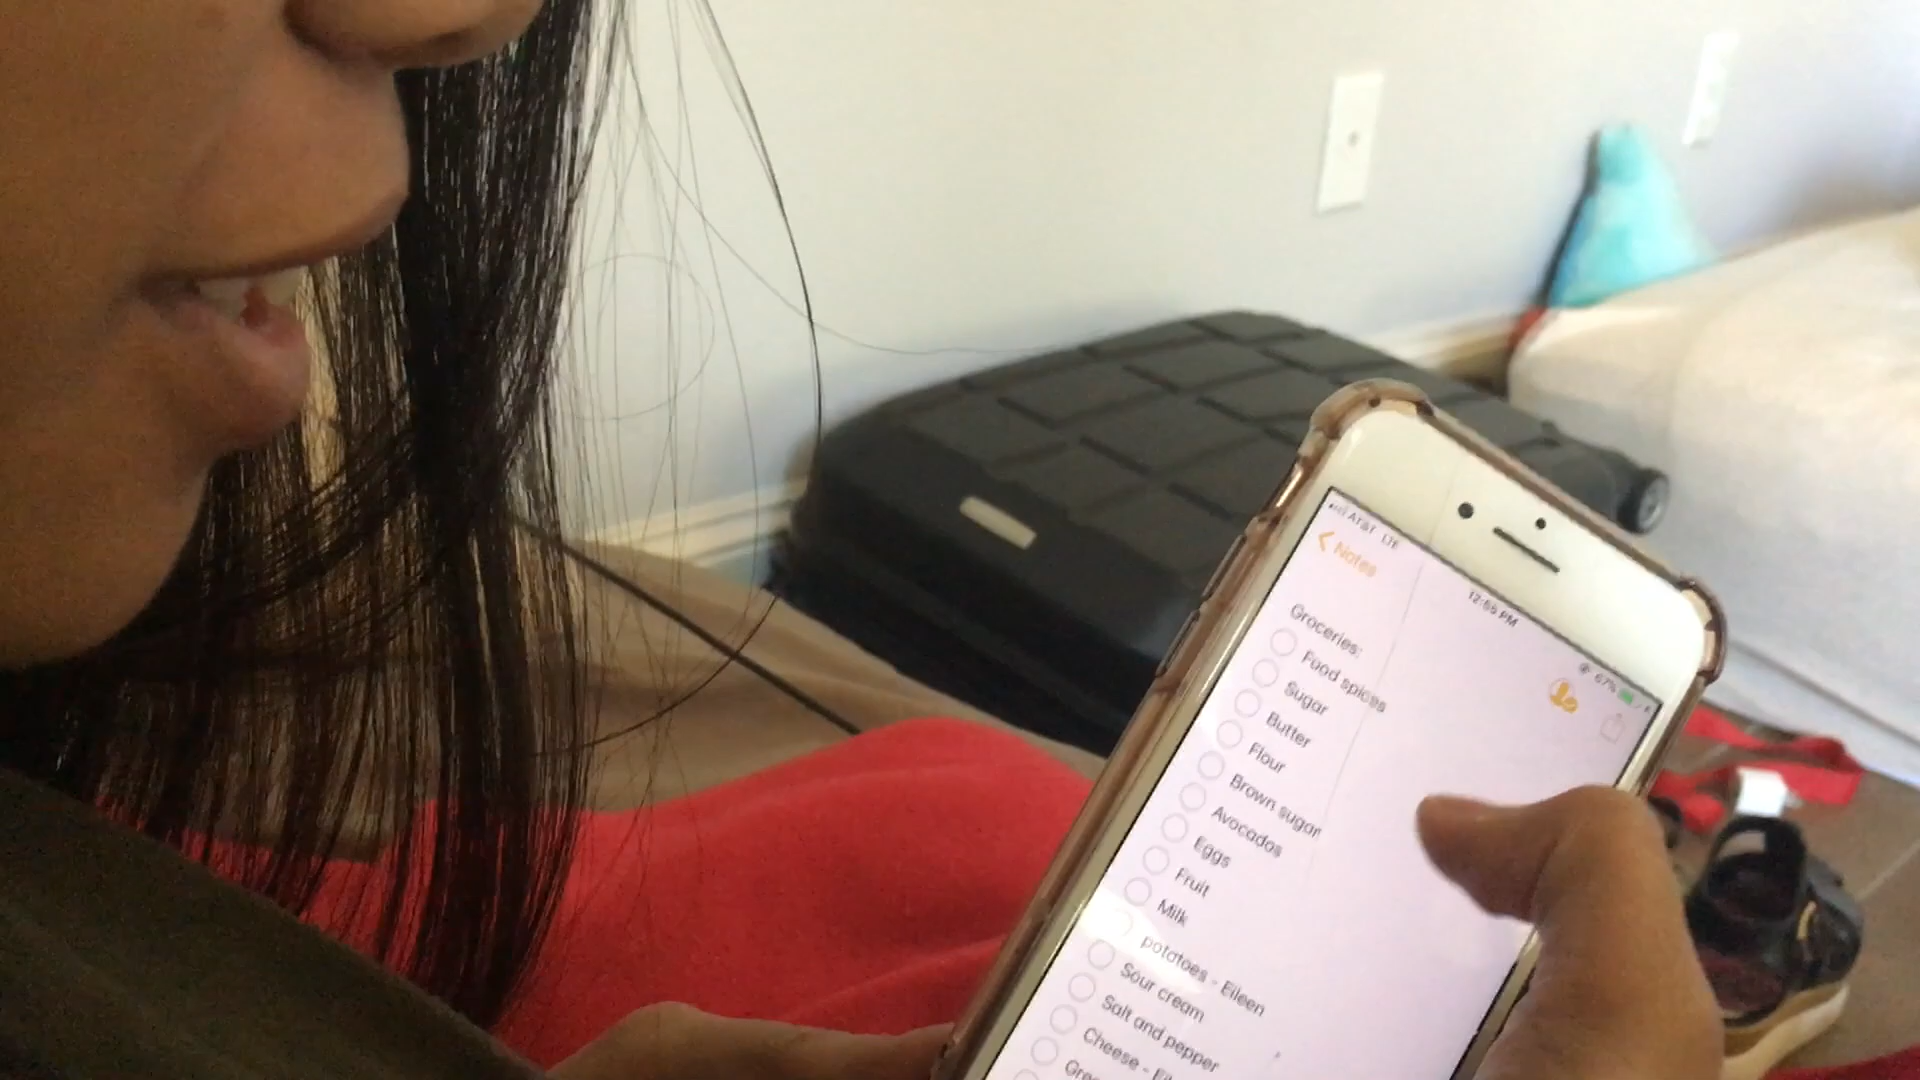 AT&T LTE
12:55 PM
67%
Notes
Groceries:
Food spices
Sugar
Butter
Flour
Brown sugar
Avocados
Eggs
Fruit
Milk
potatoes - Eileen
Sour cream
Salt and pepper
Cheese -